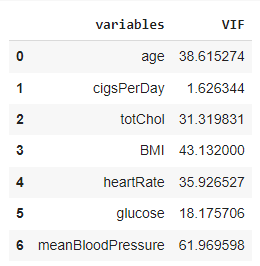 variables VIF
0 age 38.615274
1 cigsPerDay 1.626344
2 totChol 31.319831
3 BMI 43.132000
4 heartRate 35.926527
5 glucose 18.175706
6 meanBloodPressure 61.969598